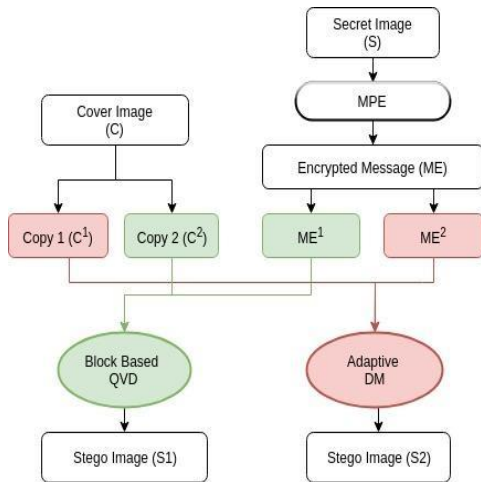 Secret Image
(S)
MPE
Cover Image
(C)
Encrypted Message (ME)
Copy 1 (C¹)
Copy 2 (C²)
ME¹
ME²
Block Based
QVD
Adaptive
DM
Stego Image (S1)
Stego Image (S2)